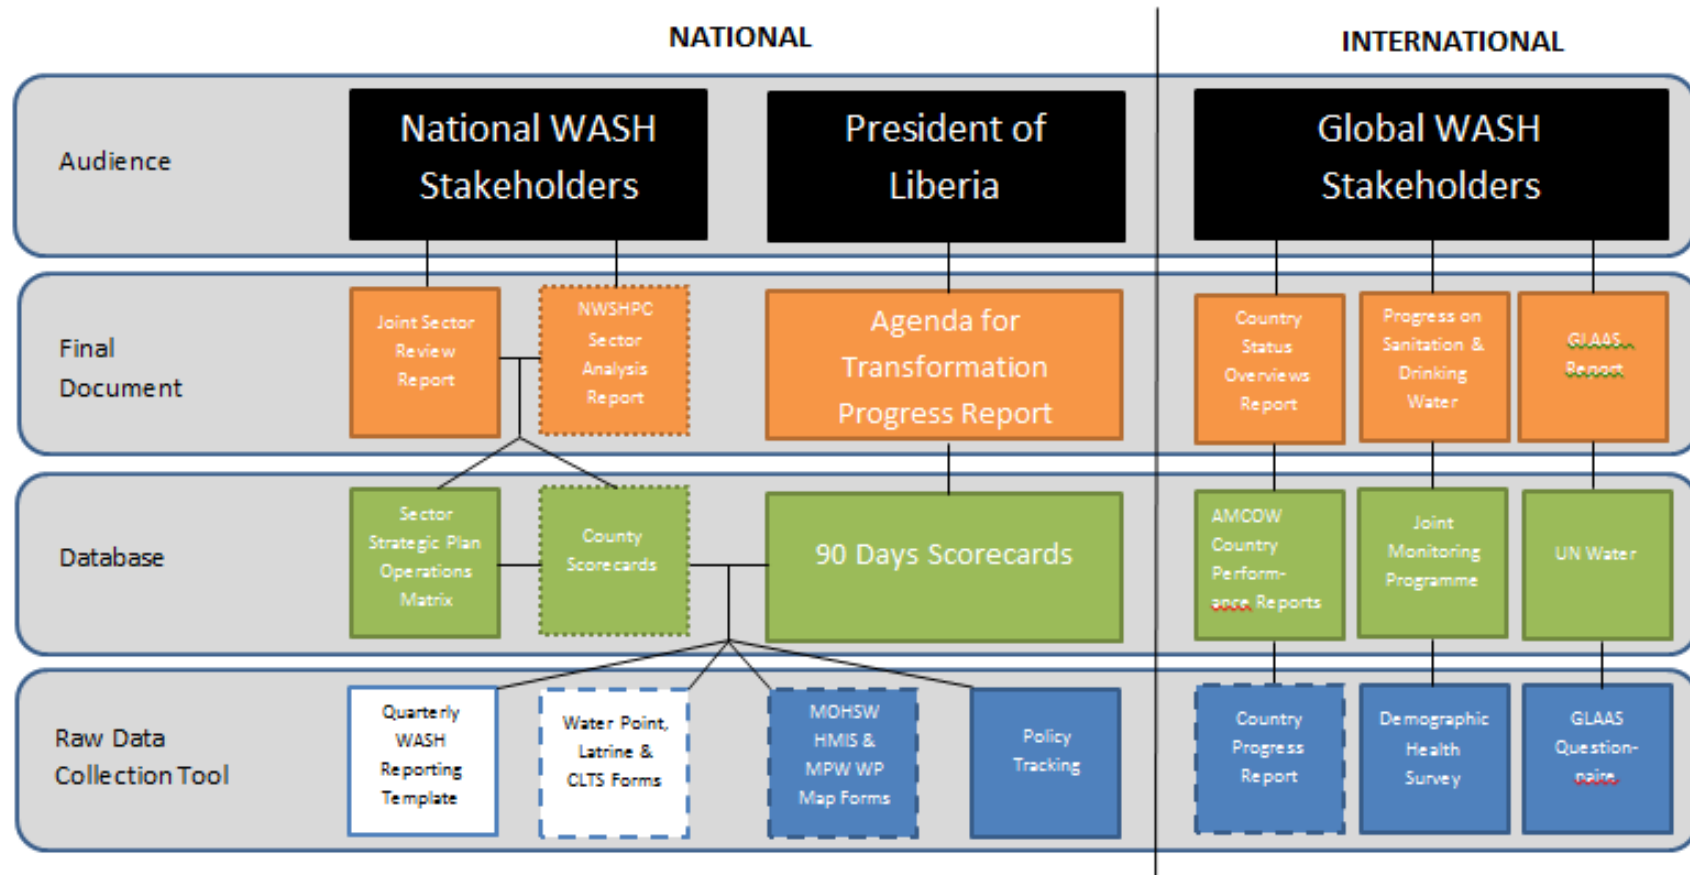 NATIONAL
INTERNATIONAL
Audience
National WASH
Stakeholders
President of
Liberia
Global WASH
Stakeholders
Final
Document
Joint Sector
Review
Report
NWSHPC
Sector
Analysis
Report
Agenda for
Transformation
Progress Report
Country
Status
Overviews
Report
Progress on
Sanitation &
Drinking
Water
GLAAS
Report
Database
Sector
Strategic Plan
Operations
Matrix
County
Scorecards
90 Days Scorecards
AMCOW
Country
Perform-
ance Reports
Joint
Monitoring
Programme
UN Water
Raw Data
Collection Tool
Quarterly
WASH
Reporting
Template
Water Point,
Latrine &
CLTS Forms
MOHSW
HMIS &
MPW WP
Map Forms
Policy
Tracking
Country
Progress
Report
Demographic
Health
Survey
GLAAS
Question-
naire